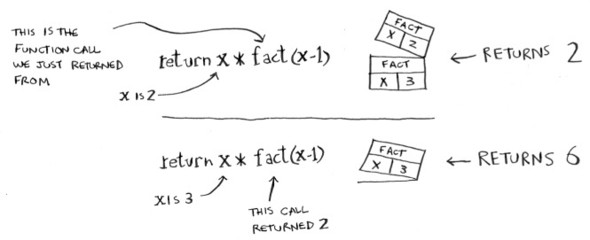 THIS IS THE
FUNCTION CALL
WE JUST RETURNED
FROM
return x * fact(x-1)
X IS 2
FACT
X 2
FACT
X 3
← RETURNS 2
return x * fact(x-1)
X IS 3
THIS CALL
RETURNED 2
FACT
X 3
← RETURNS 6